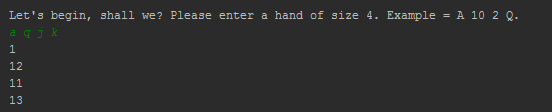 Let's begin, shall we? Please enter a hand of size 4. Example = A 10 2 Q.
a q j k
1
12
11
13